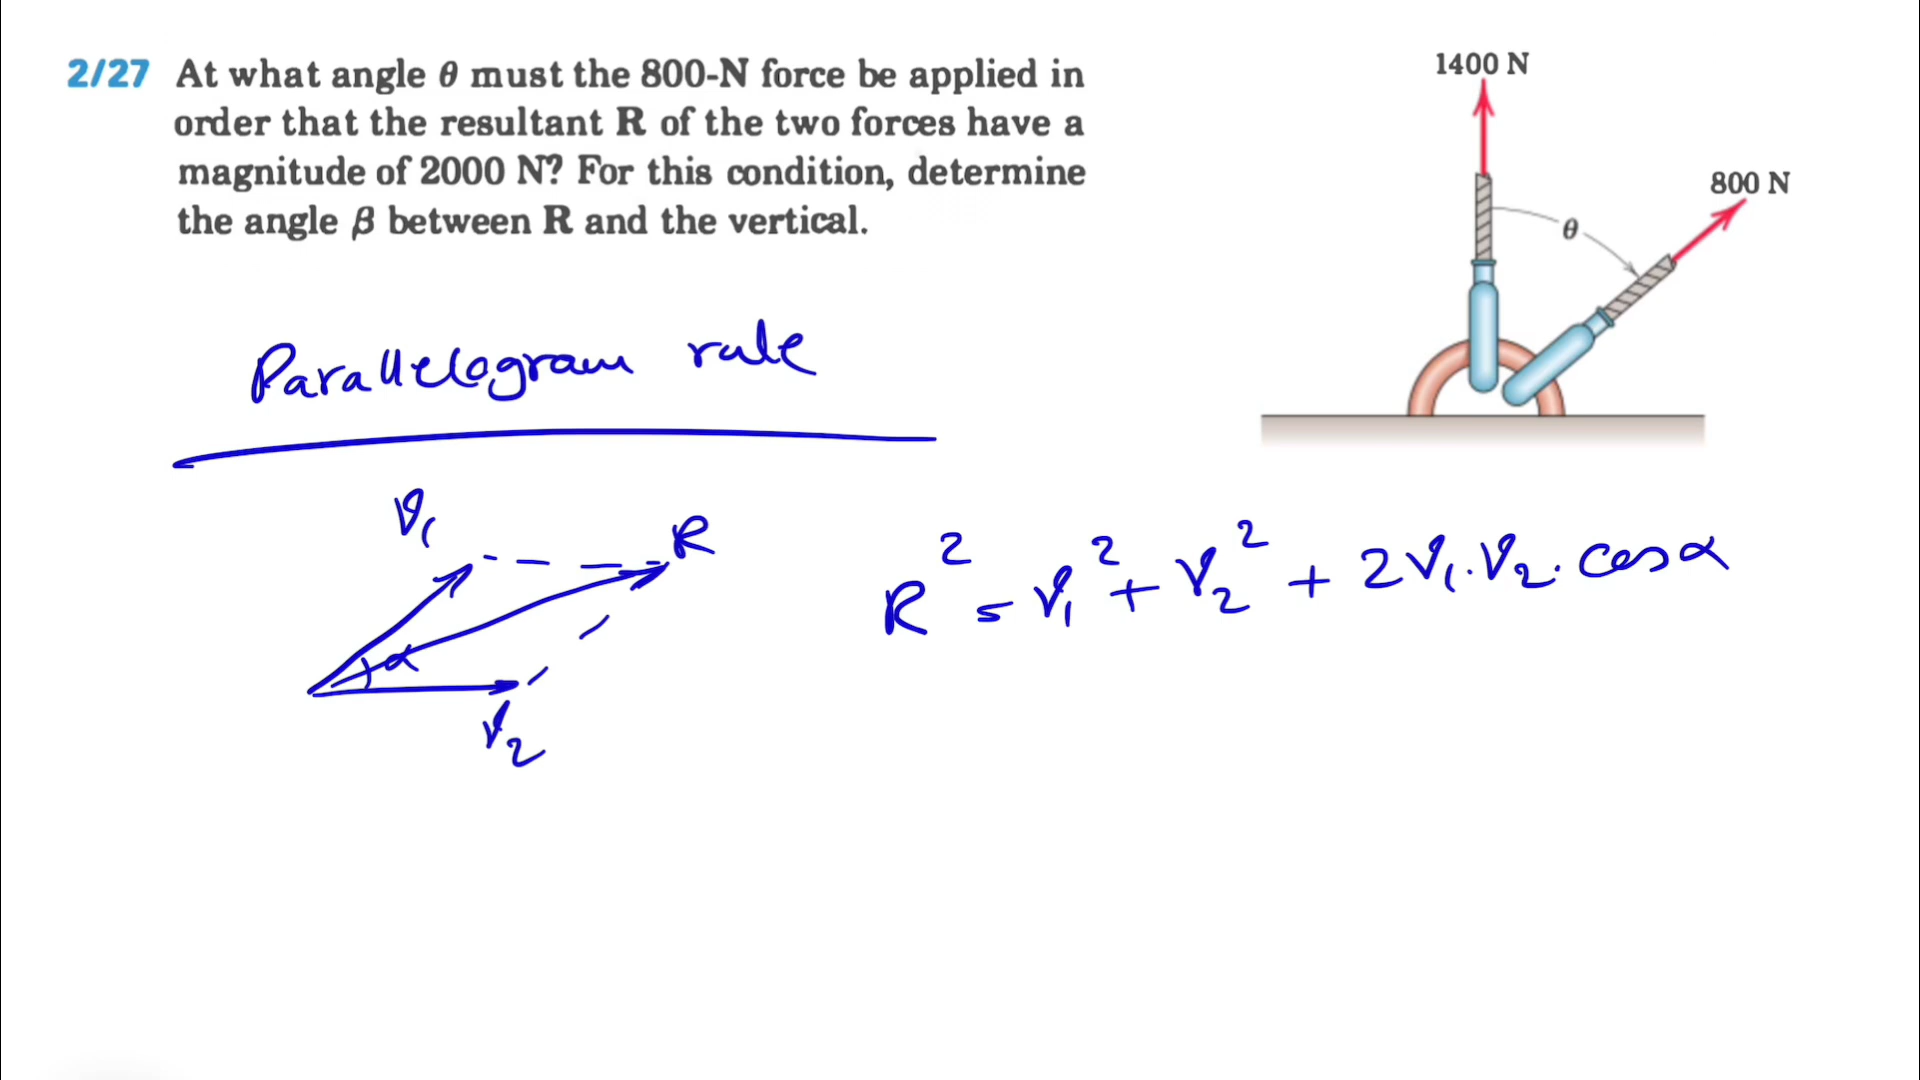 2/27 At what angle θ must the 800-N force be applied in
order that the resultant R of the two forces have a
magnitude of 2000 N? For this condition, determine
the angle β between R and the vertical.
1400 N
800 N
θ
Parallelogram rule
V₁
R
α
V₂
R² = V₁² + V₂² + 2V₁.V₂. cosα